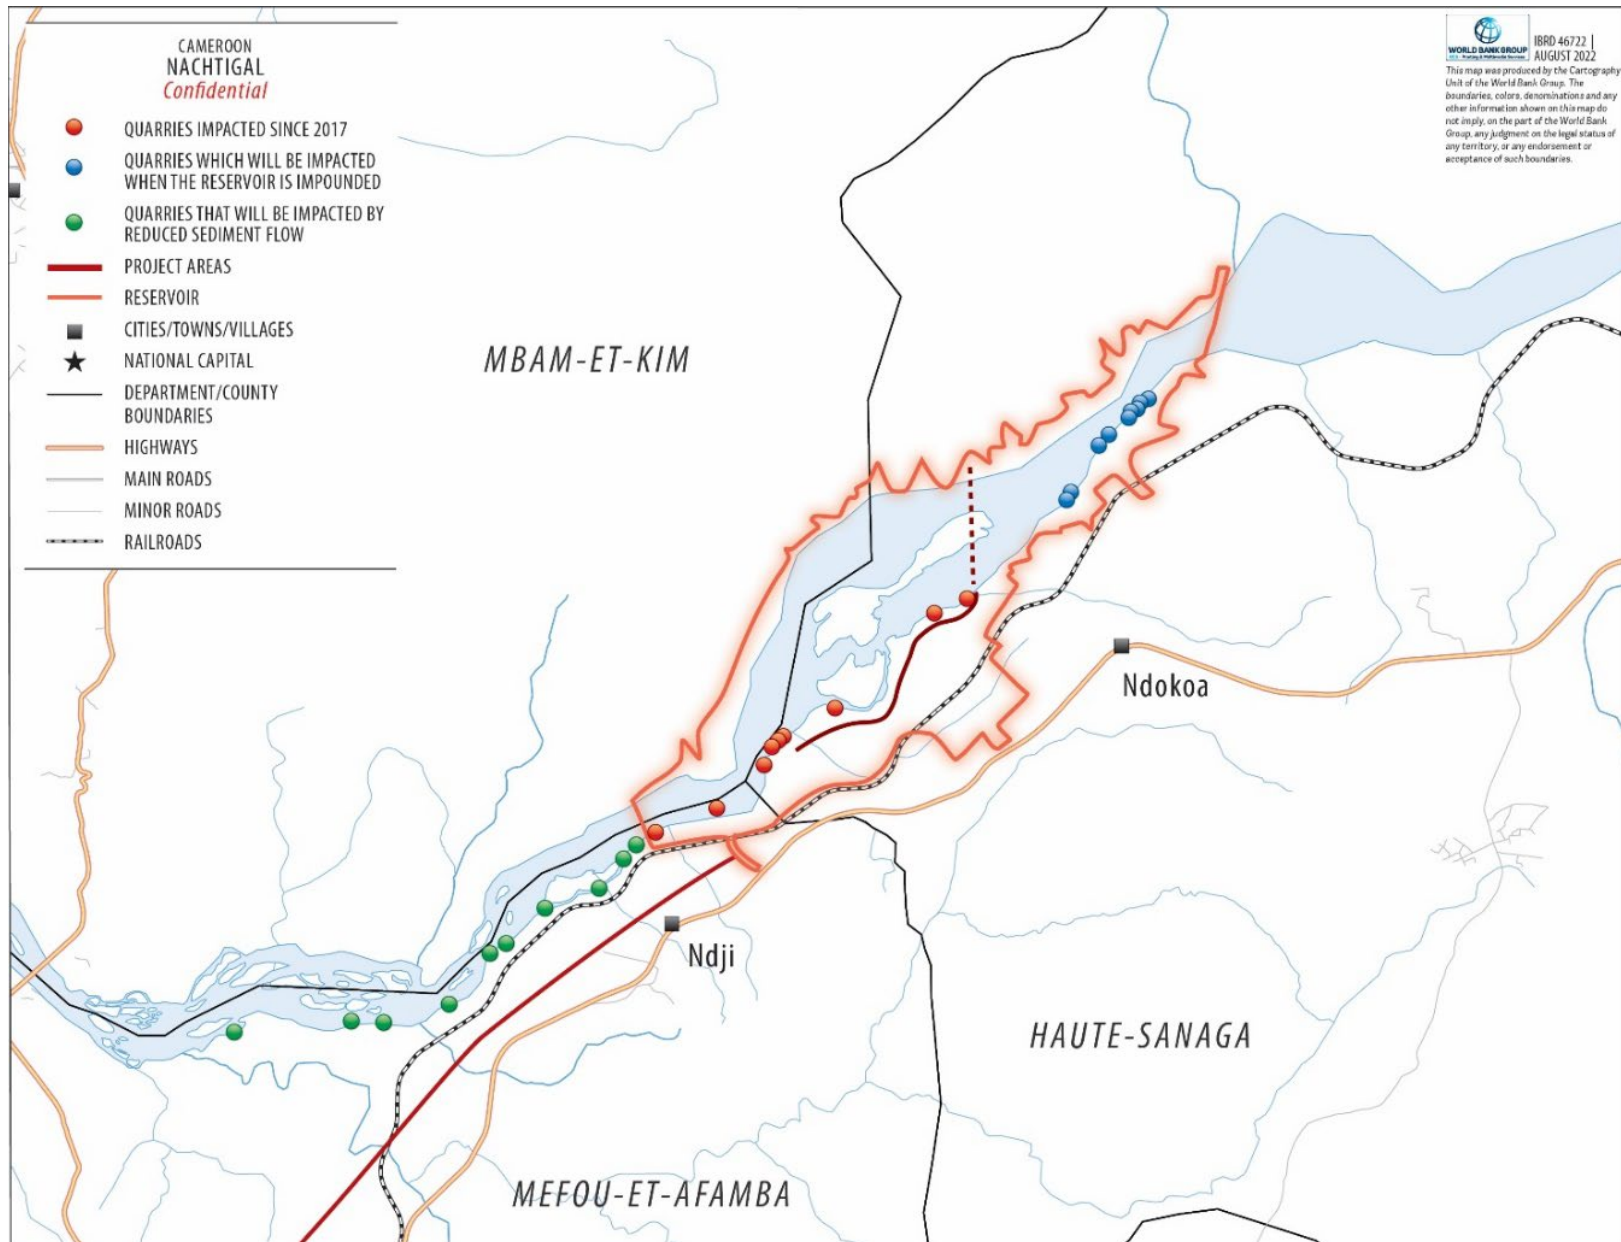 CAMEROON
NACHTIGAL
Confidential
QUARRIES IMPACTED SINCE 2017
QUARRIES WHICH WILL BE IMPACTED
WHEN THE RESERVOIR IS IMPOUNDED
QUARRIES THAT WILL BE IMPACTED BY
REDUCED SEDIMENT FLOW
PROJECT AREAS
RESERVOIR
CITIES/TOWNS/VILLAGES
NATIONAL CAPITAL
DEPARTMENT/COUNTY
BOUNDARIES
HIGHWAYS
MAIN ROADS
MINOR ROADS
RAILROADS
WORLD BANK GROUP
IBRD 46722 |
AUGUST 2022
This map was produced by the Cartography
Unit of the World Bank Group. The
boundaries, colors, denominations and any
other information shown on this map do
not imply, on the part of the World Bank
Group, any judgment on the legal status of
any territory, or any endorsement or
acceptance of such boundaries.
MBAM-ET-KIM
Ndokoa
Ndji
HAUTE-SANAGA
MEFOU-ET-AFAMBA